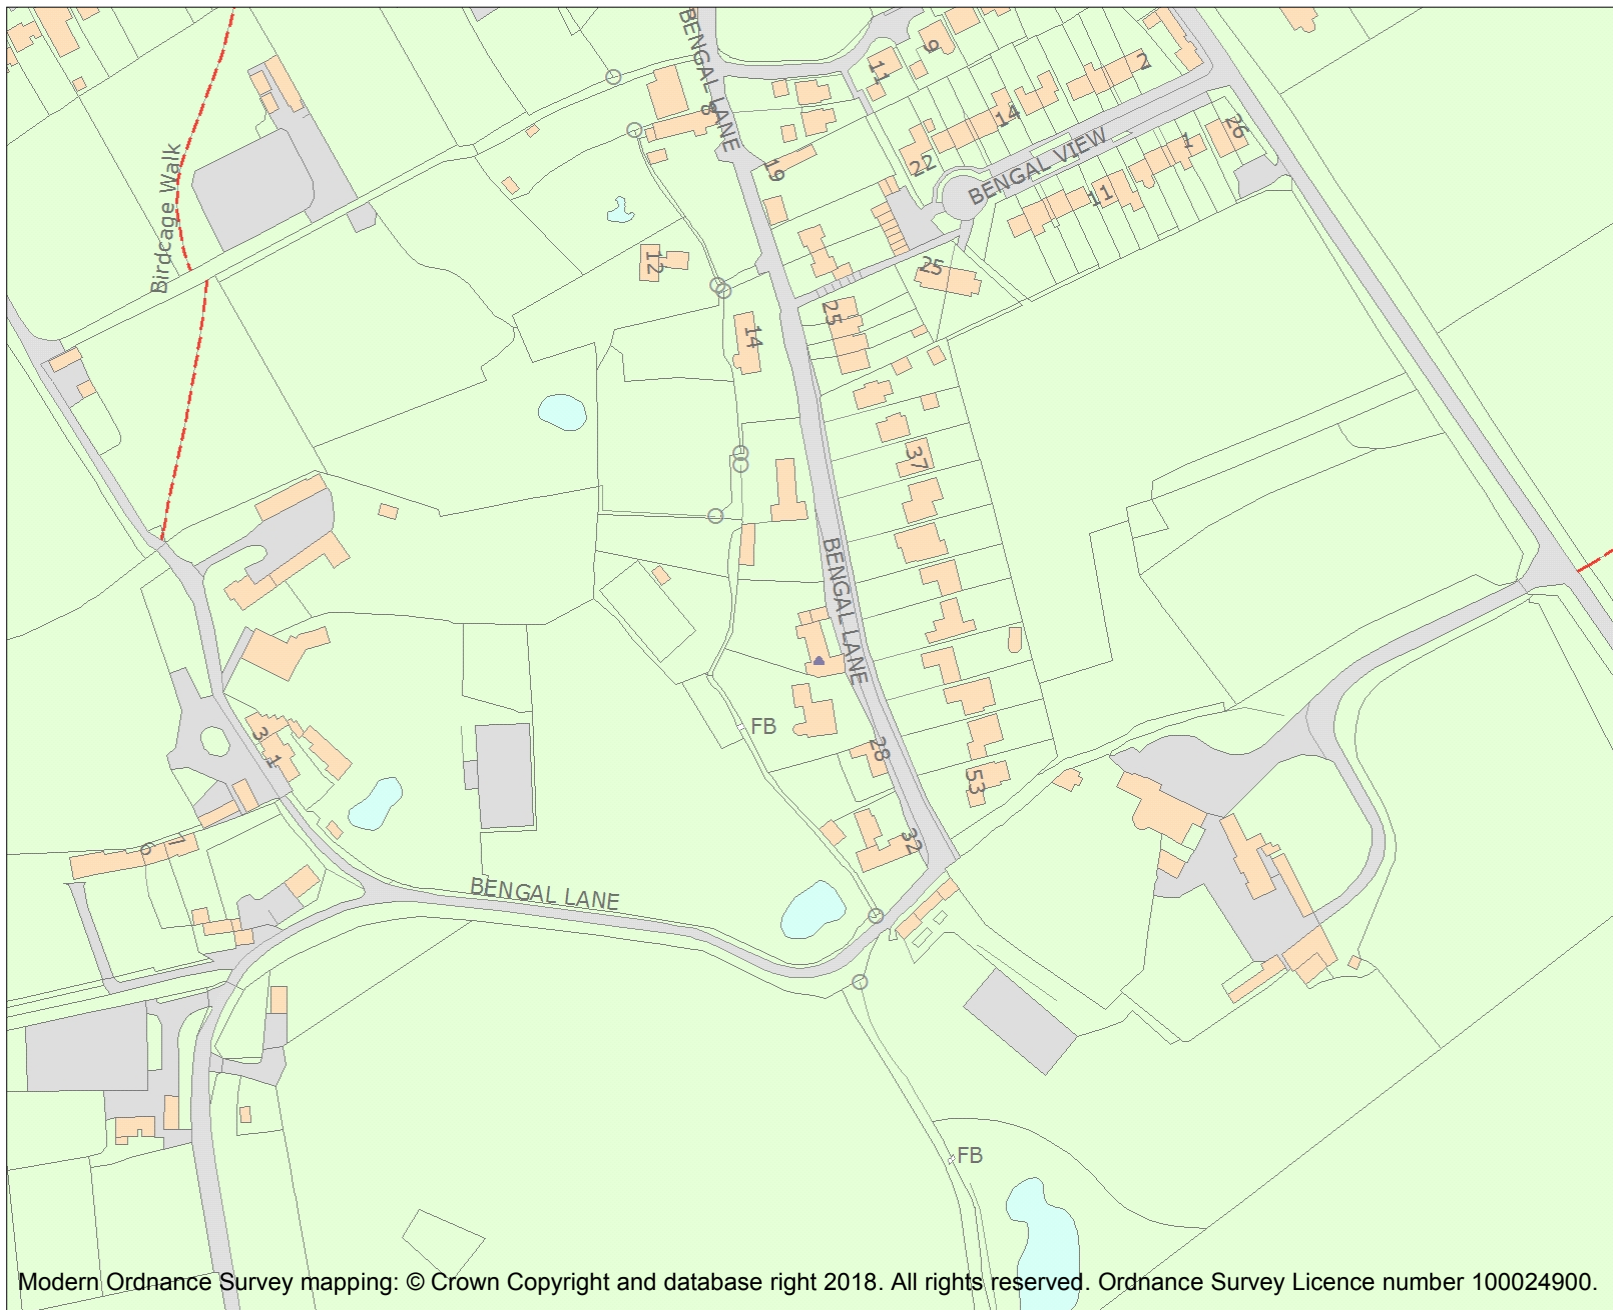 BENGAL LANE
9
11
2
8
14
26
1
Birdcage Walk
19
22
BENGAL VIEW
11
12
25
25
14
37
BENGAL LANE
FB
3
1
28
53
32
6
7
BENGAL LANE
FB
Modern Ordnance Survey mapping: © Crown Copyright and database right 2018. All rights reserved. Ordnance Survey Licence number 100024900.